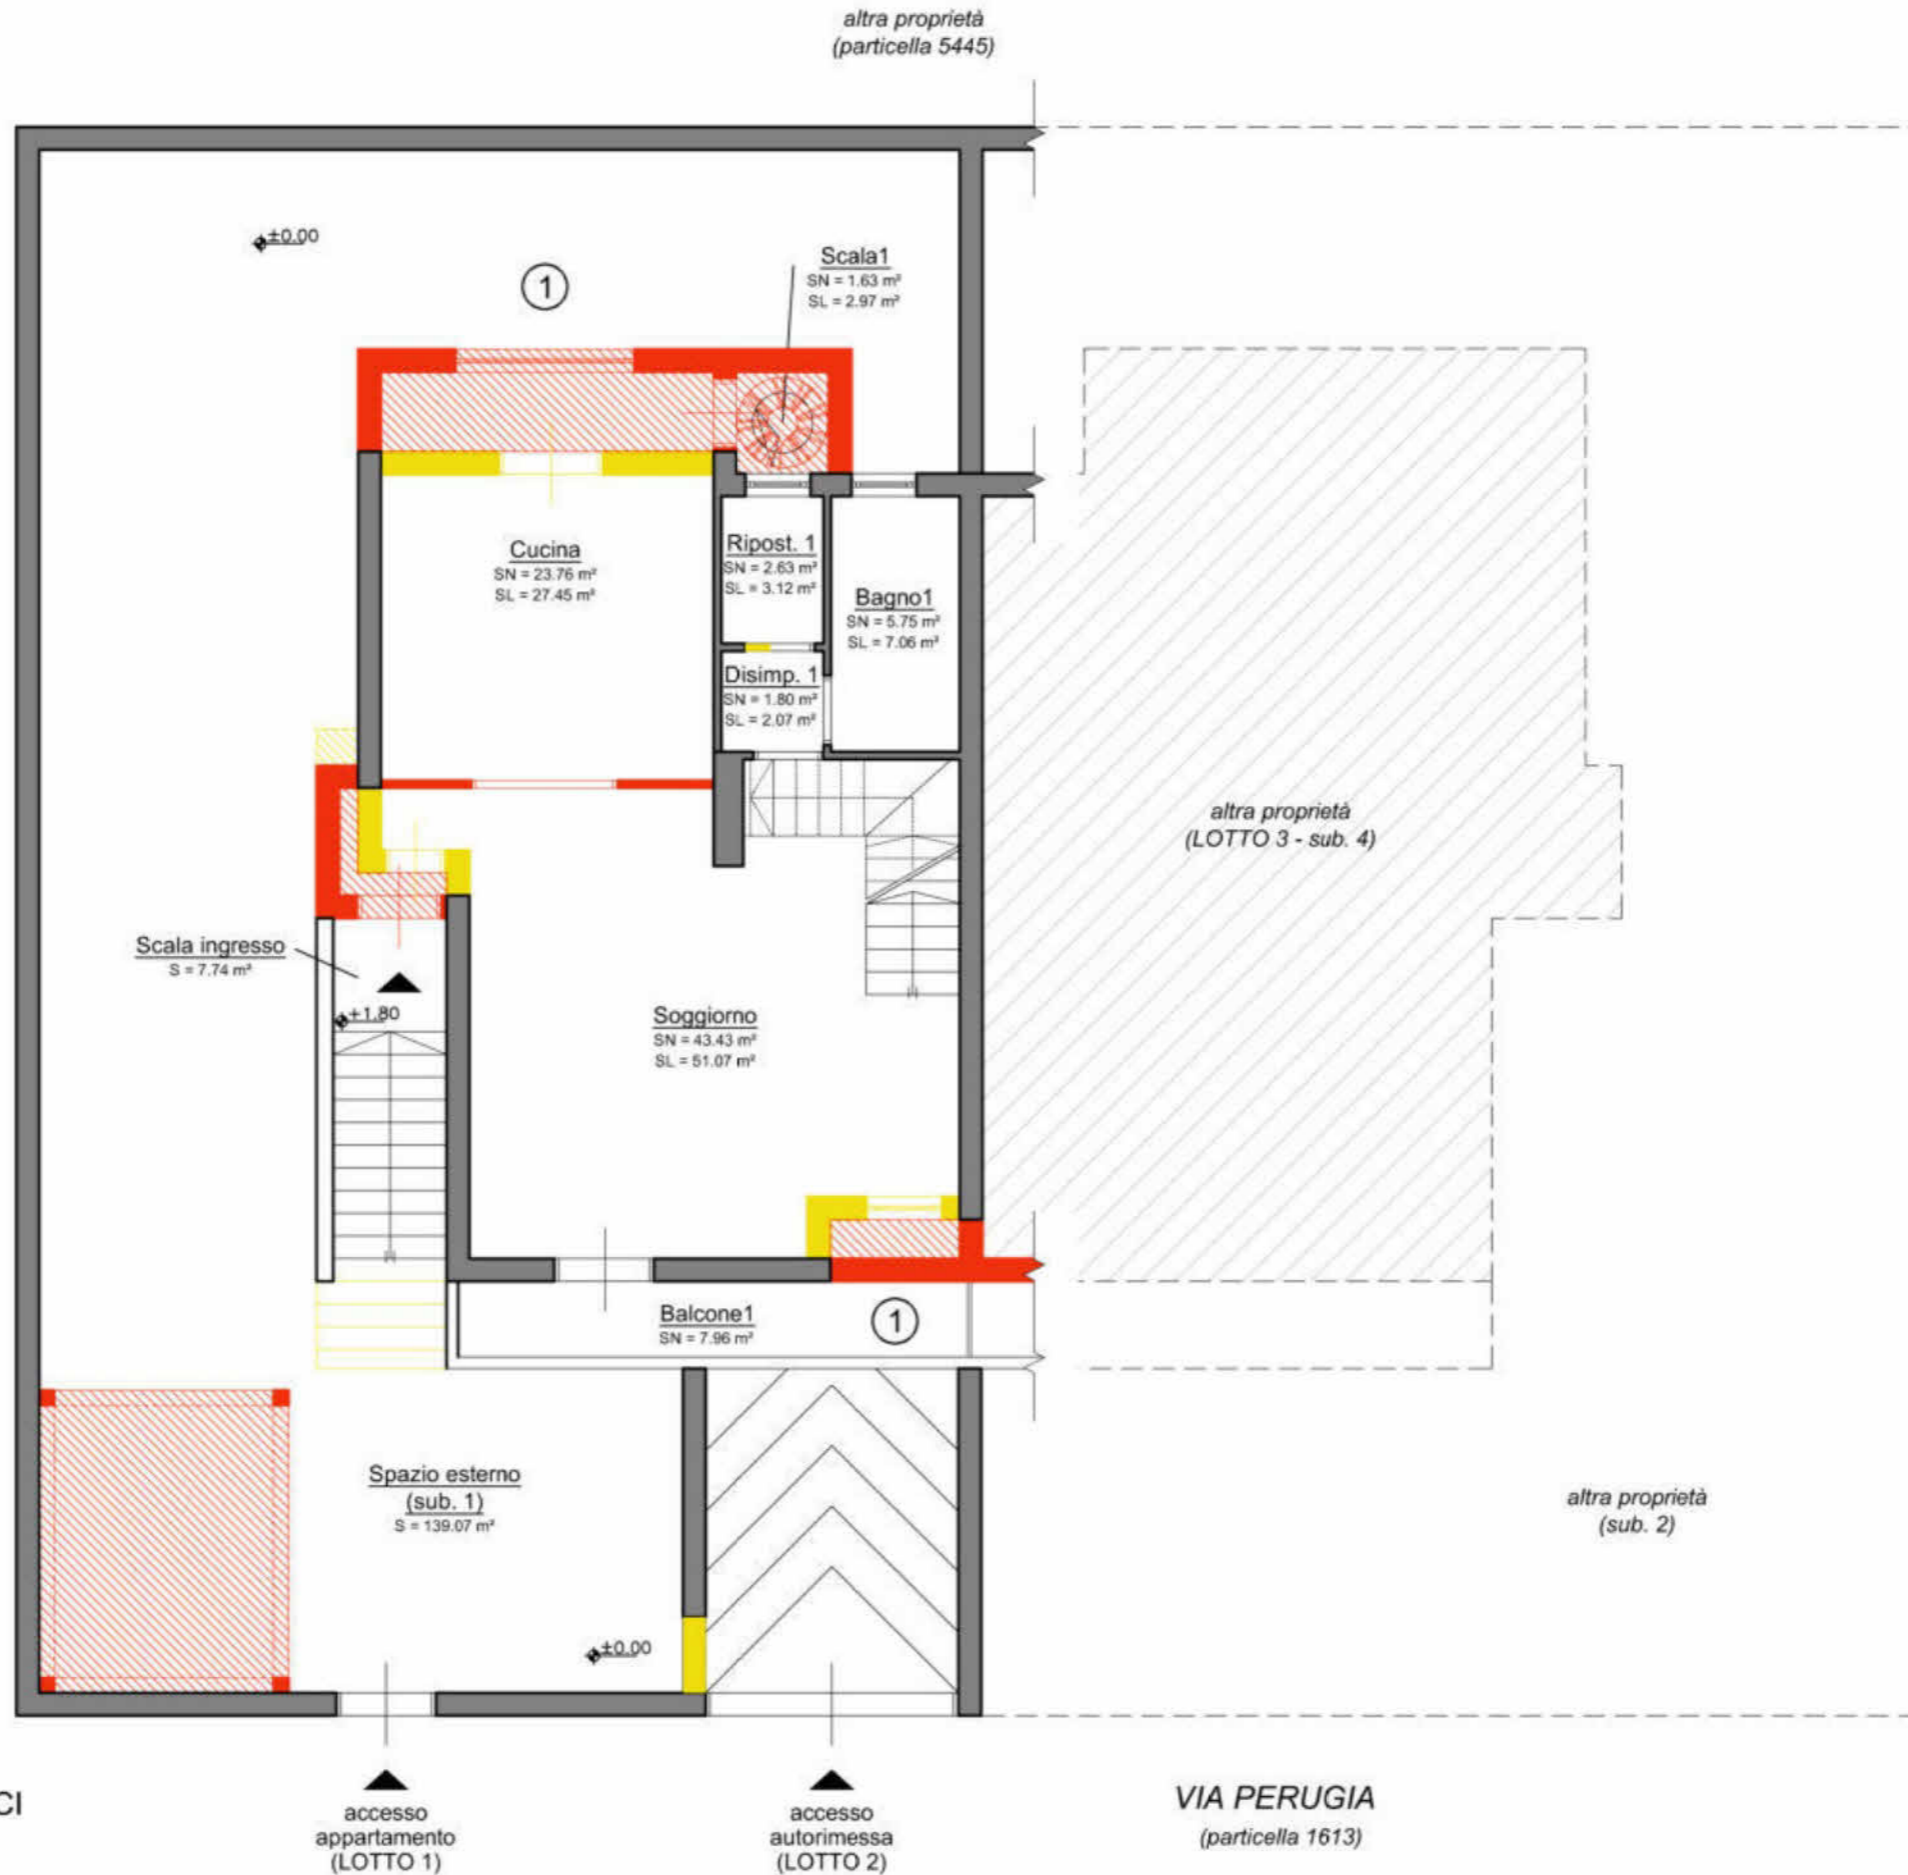 altra proprietà
(particella 5445)
±0.00
1
Scala1
SN = 1.63 m²
SL = 2.97 m²
Cucina
SN = 23.76 m²
SL = 27.45 m²
Ripost. 1
SN = 2.63 m²
SL = 3.12 m²
Bagno1
SN = 5.75 m²
SL = 7.06 m²
Disimp. 1
SN = 1.80 m²
SL = 2.07 m²
altra proprietà
(LOTTO 3 - sub. 4)
Scala ingresso
S = 7.74 m²
+1.80
Soggiorno
SN = 43.43 m²
SL = 51.07 m²
Balcone1
SN = 7.96 m²
1
Spazio esterno
(sub. 1)
S = 139.07 m²
altra proprietà
(sub. 2)
±0.00
CI
accesso
appartamento
(LOTTO 1)
accesso
autorimessa
(LOTTO 2)
VIA PERUGIA
(particella 1613)